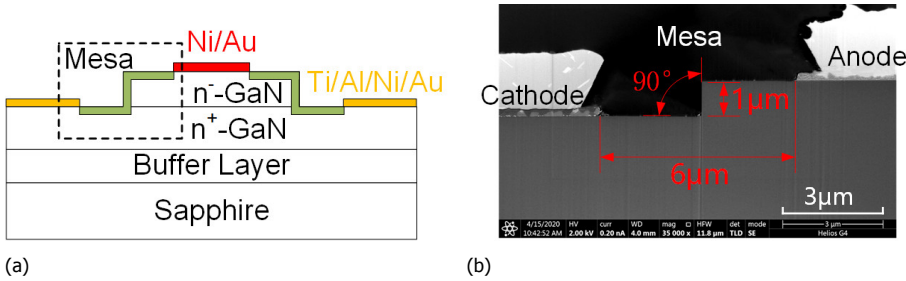 Ni/Au
Mesa
Ti/Al/Ni/Au
n⁻-GaN
n⁺-GaN
Buffer Layer
Sapphire
(a)
Mesa
Anode
90°
Cathode
1μm
6μm
3μm
4/15/2020 HV curr WD mag □ HFW det mode 3 μm
10:42:52 AM 2.00 kV 0.20 nA 4.0 mm 35 000 x 11.8 μm TLD SE Helios G4
(b)